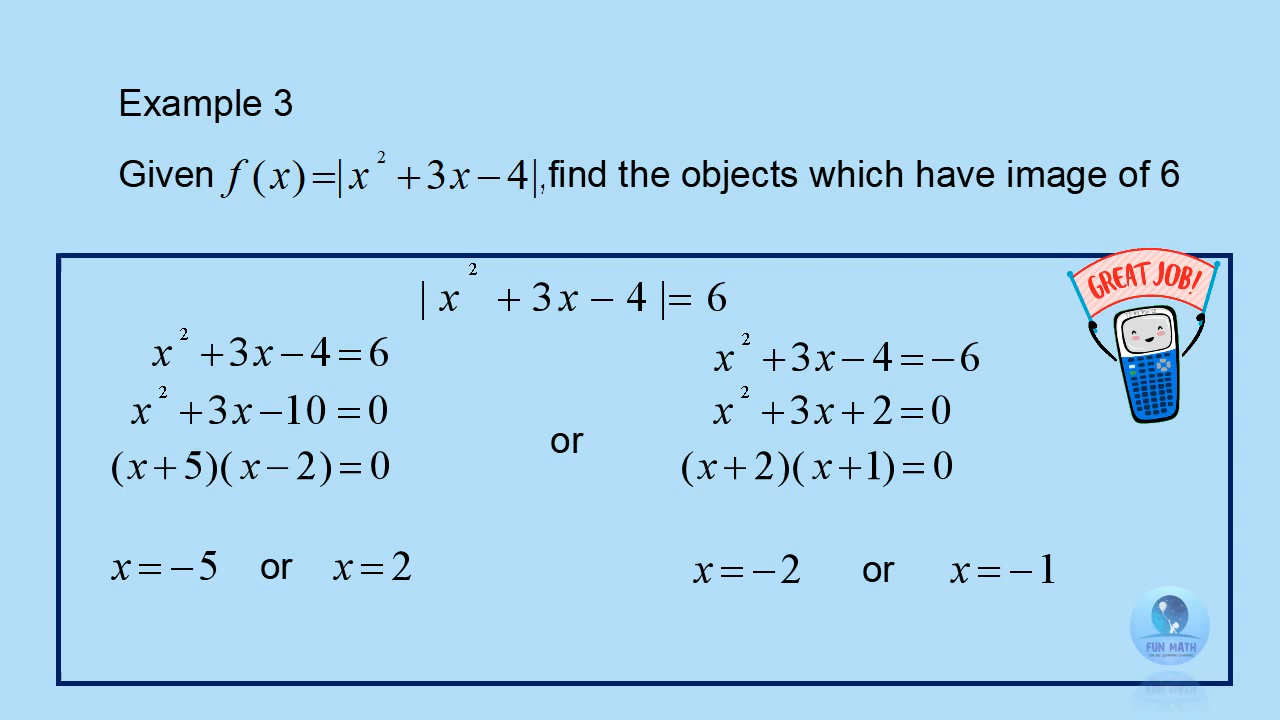 Example 3
Given f(x)=|x²+3x−4|,find the objects which have image of 6
GREAT JOB!
|x²+3x−4|=6
x²+3x−4=6
x²+3x−10=0
(x+5)(x−2)=0
x=−5 or x=2
or
x²+3x−4=−6
x²+3x+2=0
(x+2)(x+1)=0
x=−2 or x=−1
FUN MATH